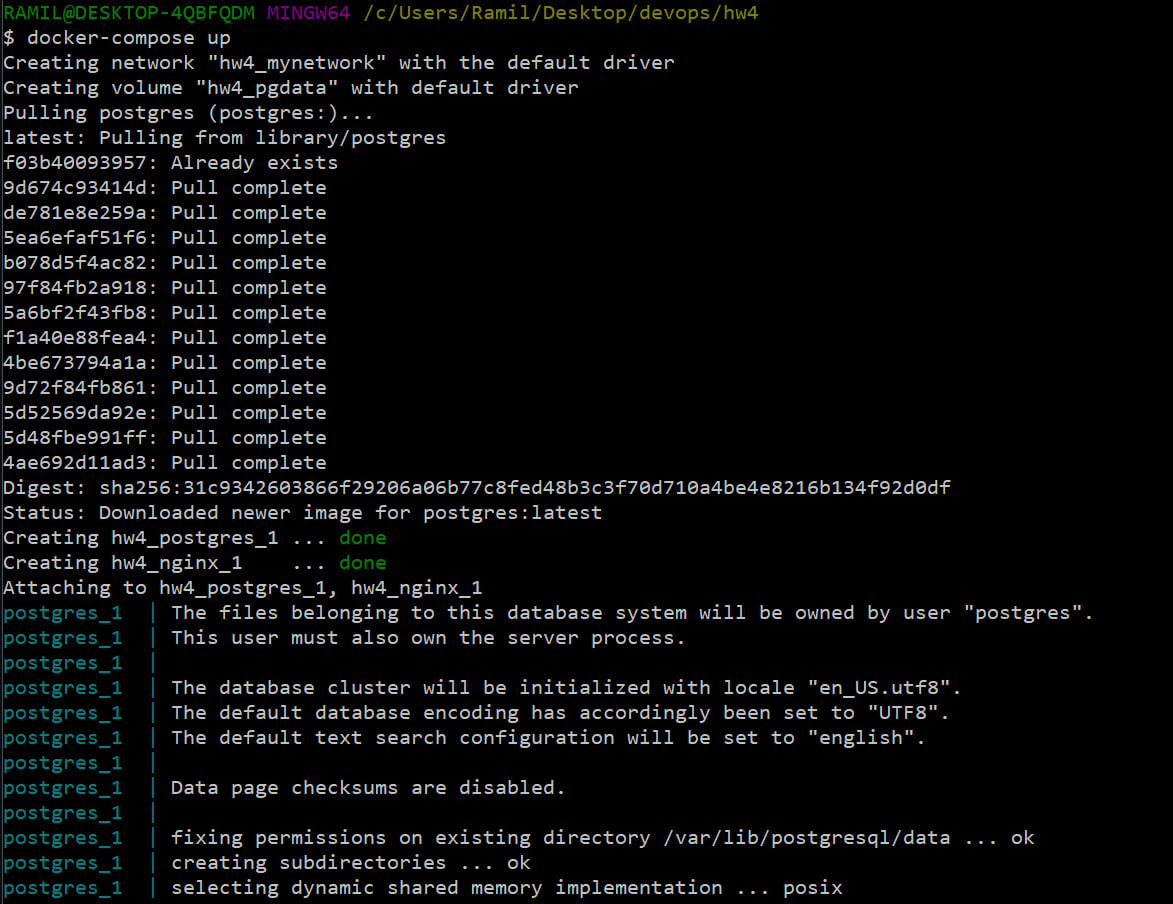 RAMIL@DESKTOP-4QBFQDM MINGW64 /c/Users/Ramil/Desktop/devops/hw4
$ docker-compose up
Creating network "hw4_mynetwork" with the default driver
Creating volume "hw4_pgdata" with default driver
Pulling postgres (postgres:)...
latest: Pulling from library/postgres
f03b40093957: Already exists
9d674c93414d: Pull complete
de781e8e259a: Pull complete
5ea6efaf51f6: Pull complete
b078d5f4ac82: Pull complete
97f84fb2a918: Pull complete
5a6bf2f43fb8: Pull complete
f1a40e88fea4: Pull complete
4be673794a1a: Pull complete
9d72f84fb861: Pull complete
5d52569da92e: Pull complete
5d48fbe991ff: Pull complete
4ae692d11ad3: Pull complete
Digest: sha256:31c9342603866f29206a06b77c8fed48b3c3f70d710a4be4e8216b134f92d0df
Status: Downloaded newer image for postgres:latest
Creating hw4_postgres_1 ... done
Creating hw4_nginx_1    ... done
Attaching to hw4_postgres_1, hw4_nginx_1
postgres_1  | The files belonging to this database system will be owned by user "postgres".
postgres_1  | This user must also own the server process.
postgres_1  |
postgres_1  | The database cluster will be initialized with locale "en_US.utf8".
postgres_1  | The default database encoding has accordingly been set to "UTF8".
postgres_1  | The default text search configuration will be set to "english".
postgres_1  |
postgres_1  | Data page checksums are disabled.
postgres_1  |
postgres_1  | fixing permissions on existing directory /var/lib/postgresql/data ... ok
postgres_1  | creating subdirectories ... ok
postgres_1  | selecting dynamic shared memory implementation ... posix